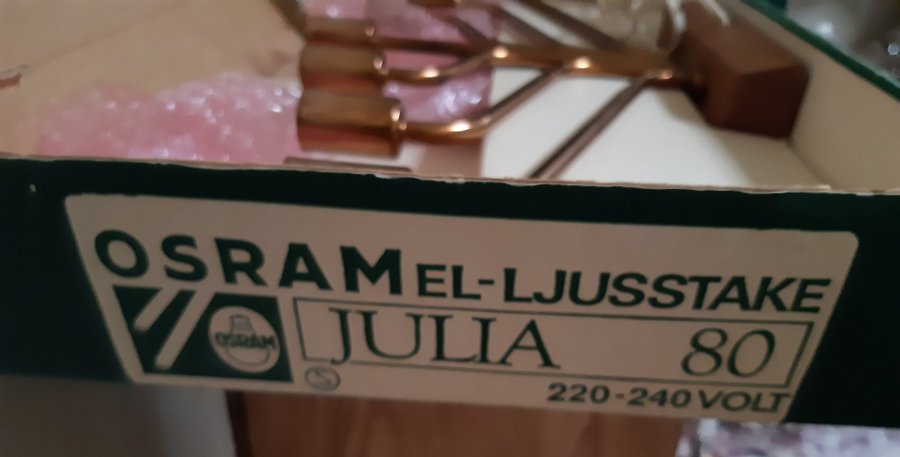 OSRAM EL-LJUSSTAKE
OSRAM
JULIA 80
S
220-240 VOLT